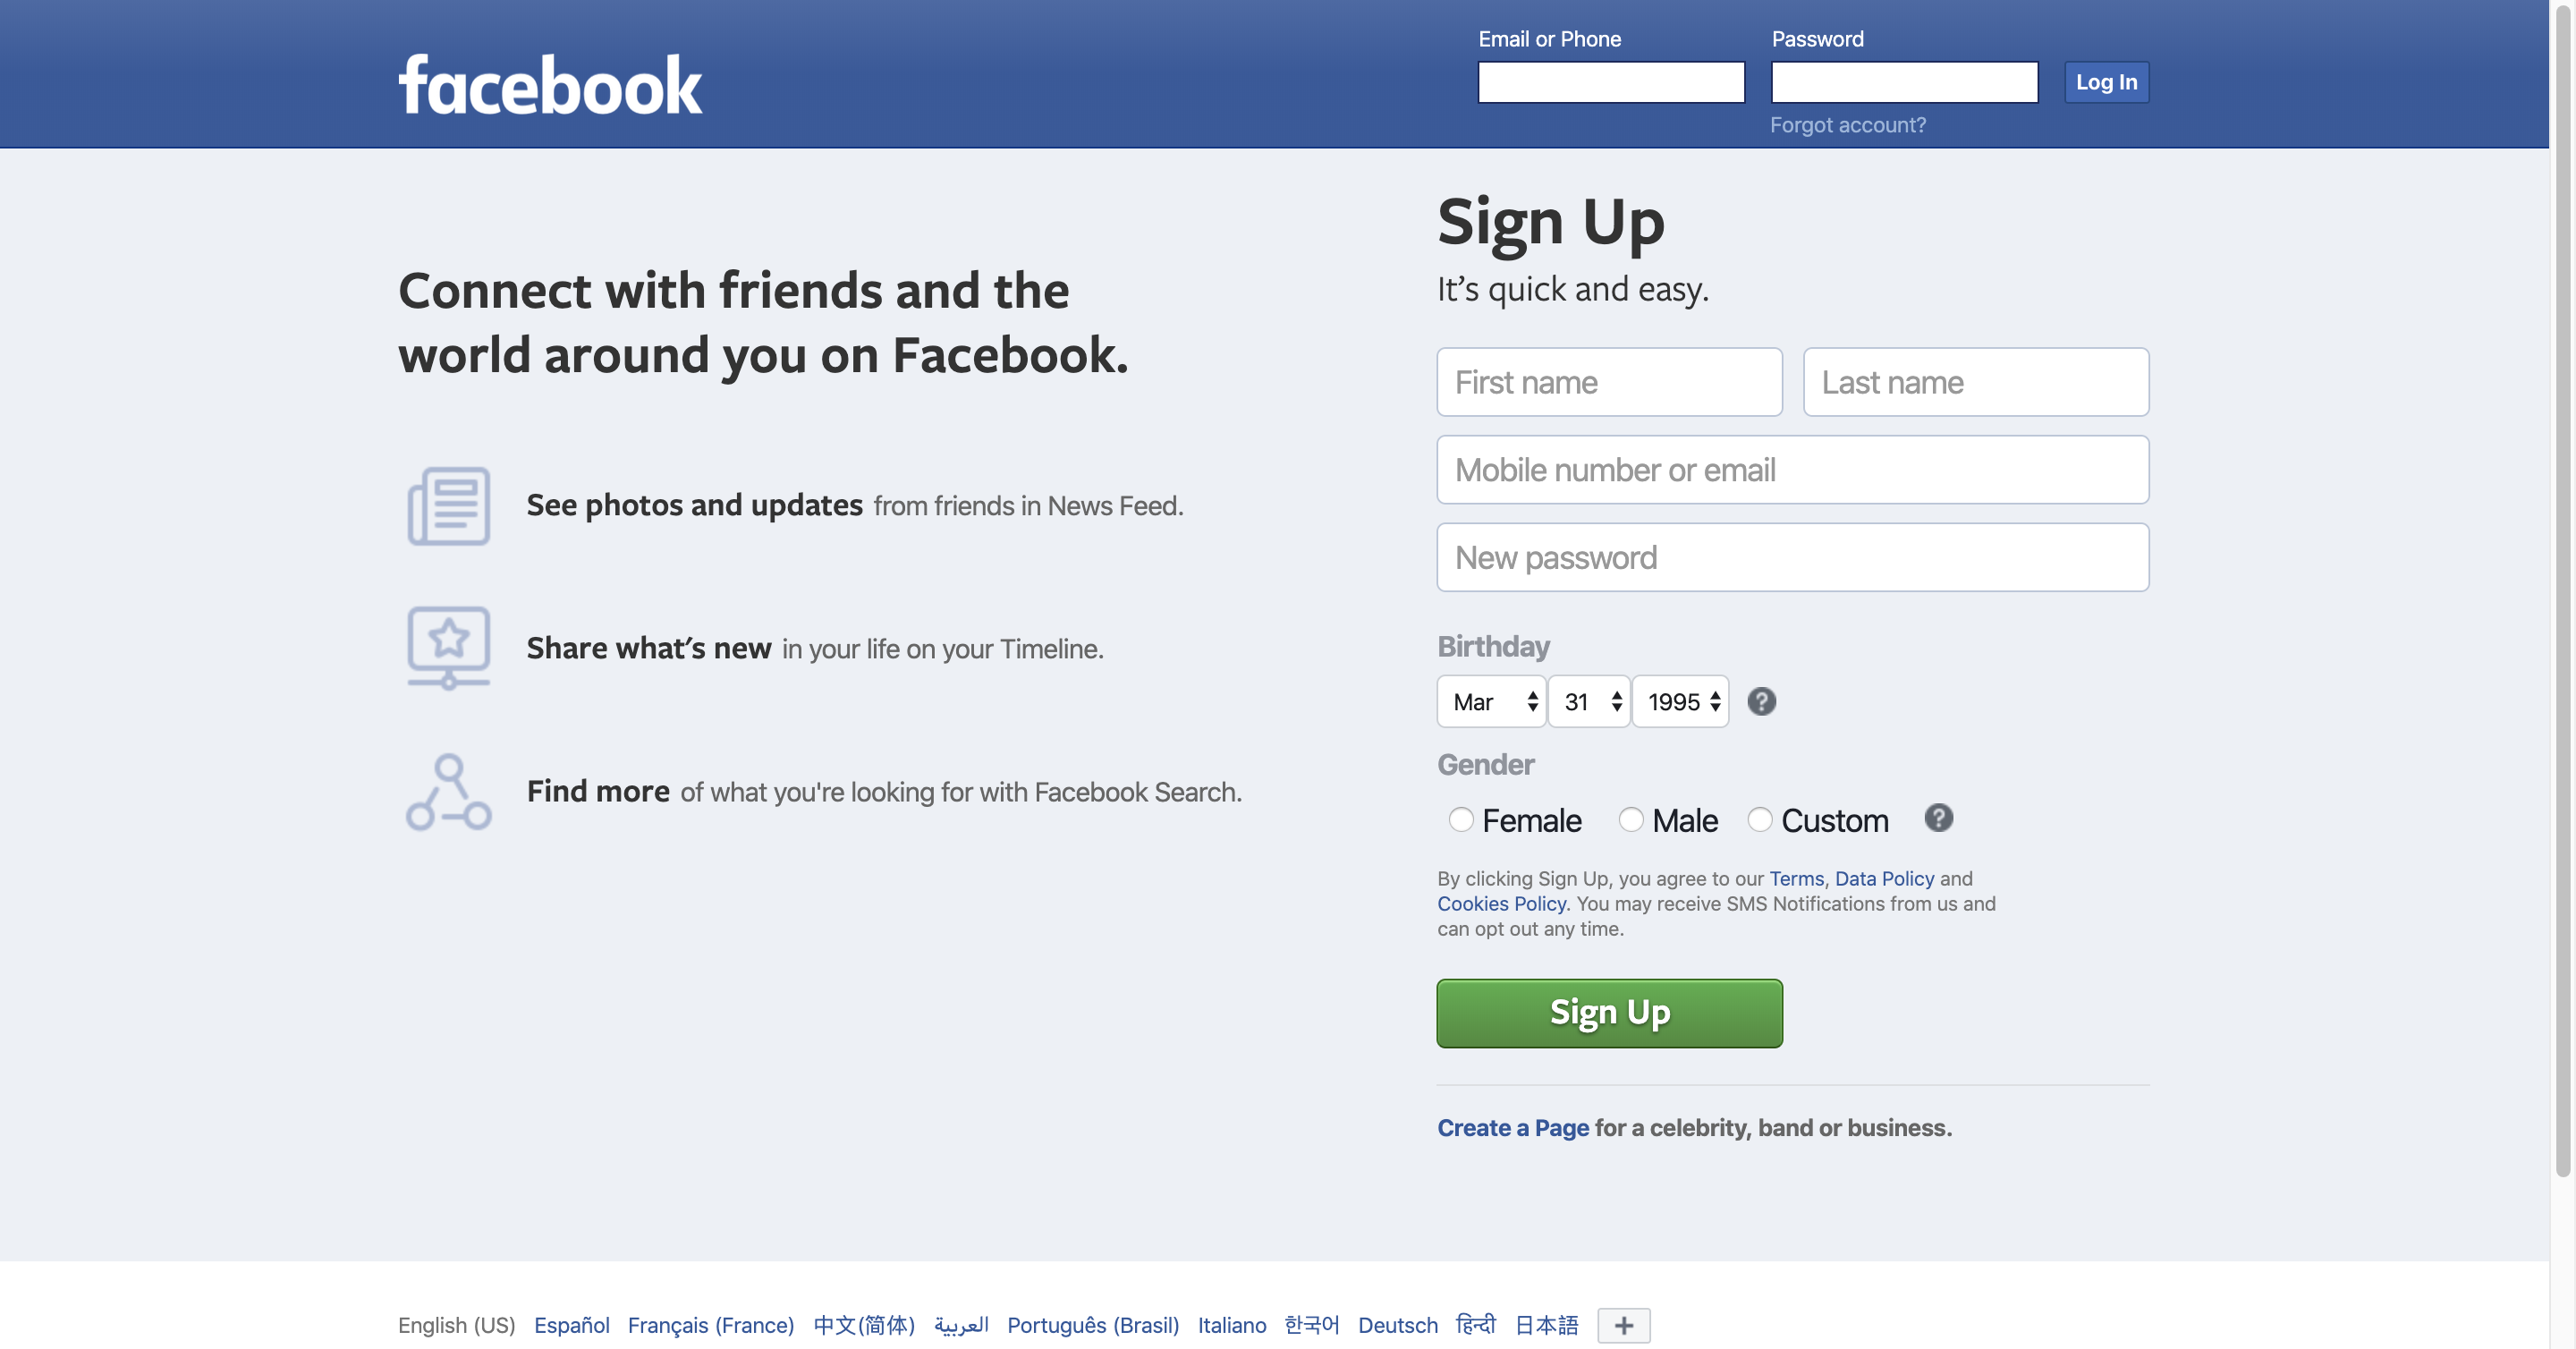 facebook
Email or Phone
Password
Log In
Forgot account?
Connect with friends and the
world around you on Facebook.
See photos and updates from friends in News Feed.
Share what's new in your life on your Timeline.
Find more of what you're looking for with Facebook Search.
Sign Up
It’s quick and easy.
First name
Last name
Mobile number or email
New password
Birthday
Mar 31 1995 ?
Gender
Female Male Custom ?
By clicking Sign Up, you agree to our Terms, Data Policy and
Cookies Policy. You may receive SMS Notifications from us and
can opt out any time.
Sign Up
Create a Page for a celebrity, band or business.
English (US) Español Français (France) 中文(简体) العربية Português (Brasil) Italiano 한국어 Deutsch हिन्दी 日本語 +